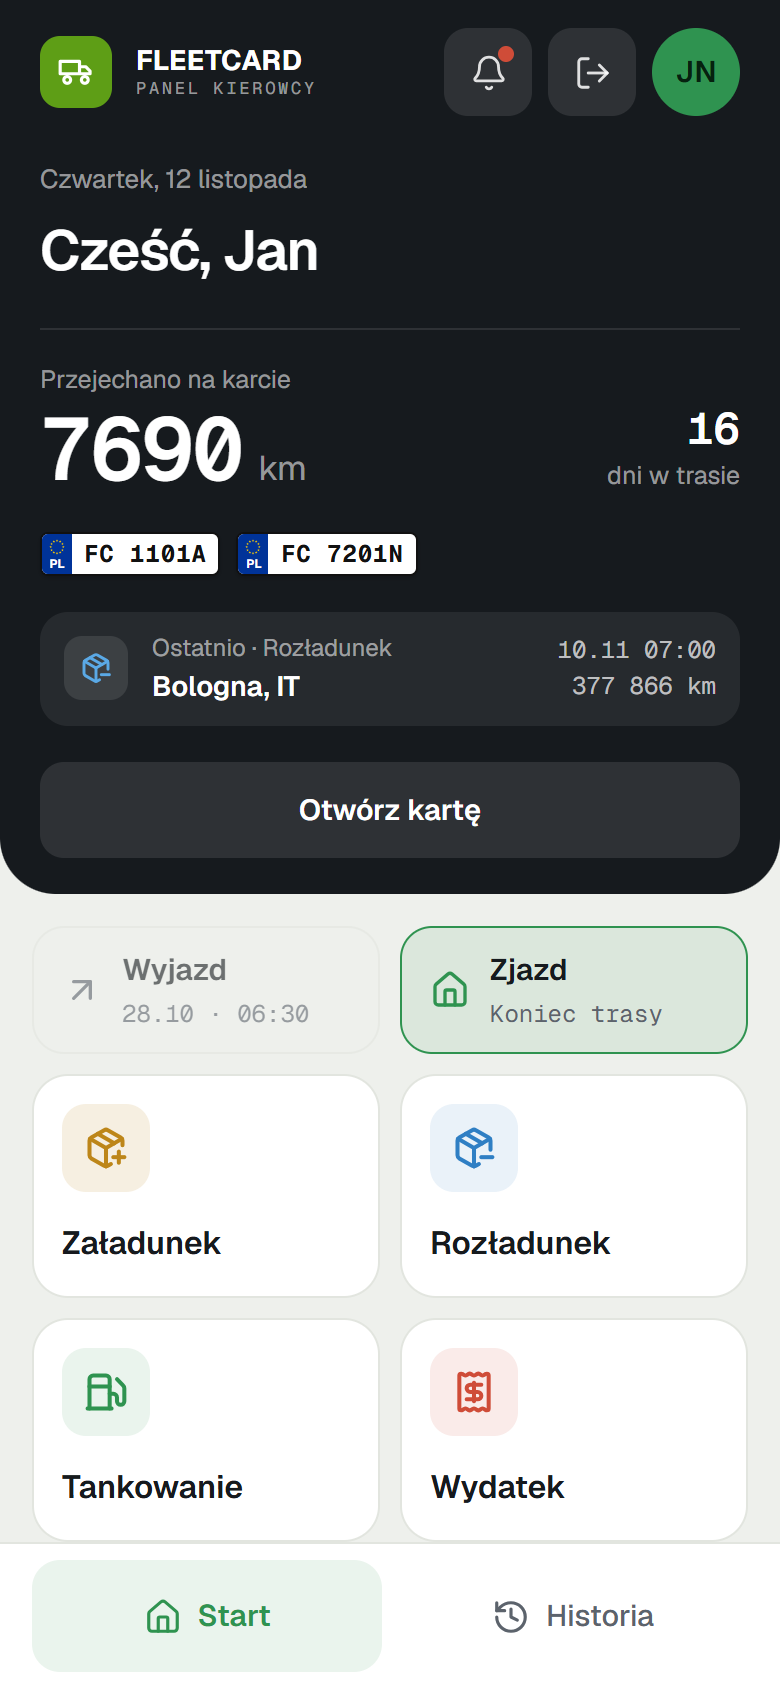 FLEETCARD
PANEL KIEROWCY
JN
Czwartek, 12 listopada
Cześć, Jan
Przejechano na karcie
7690 km
16
dni w trasie
PL FC 1101A
PL FC 7201N
Ostatnio · Rozładunek
Bologna, IT
10.11 07:00
377 866 km
Otwórz kartę
Wyjazd
28.10 · 06:30
Zjazd
Koniec trasy
Załadunek
Rozładunek
Tankowanie
Wydatek
Start
Historia